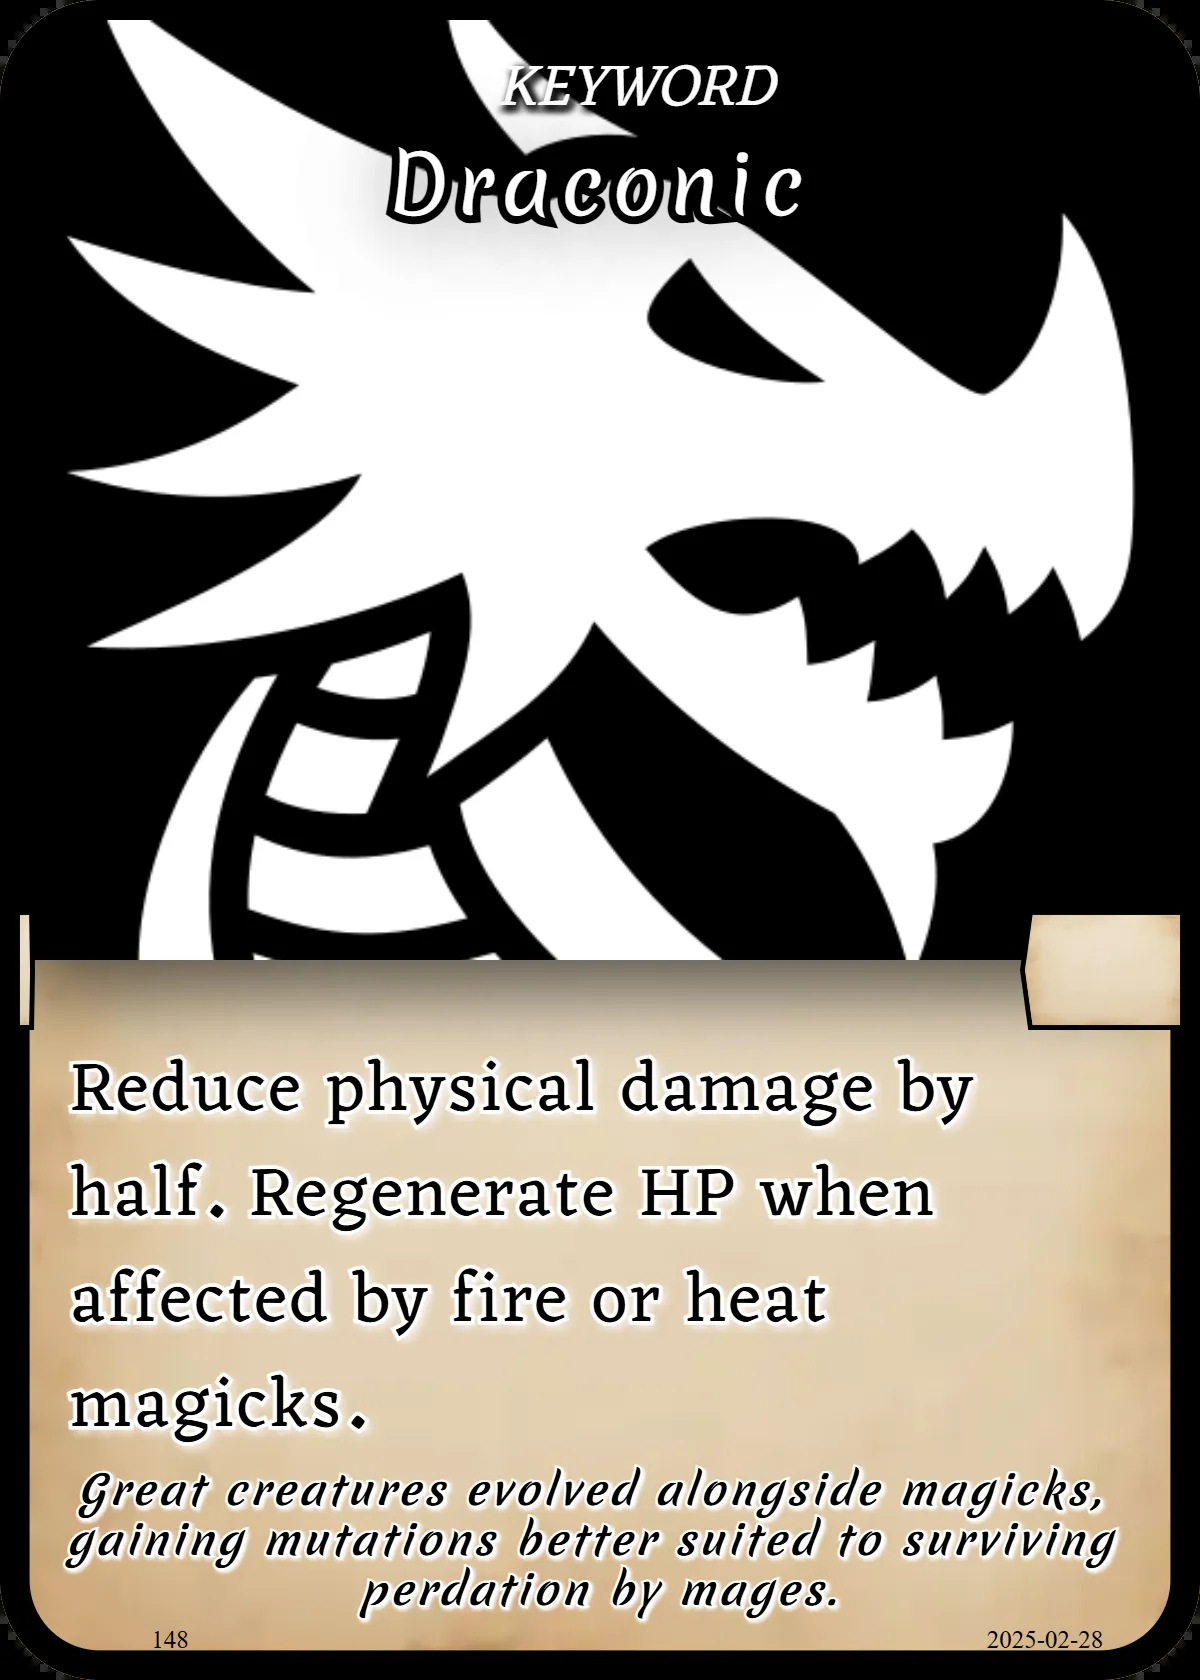 KEYWORD
Draconic
Reduce physical damage by
half. Regenerate HP when
affected by fire or heat
magicks.
Great creatures evolved alongside magicks,
gaining mutations better suited to surviving
perdation by mages.
148
2025-02-28